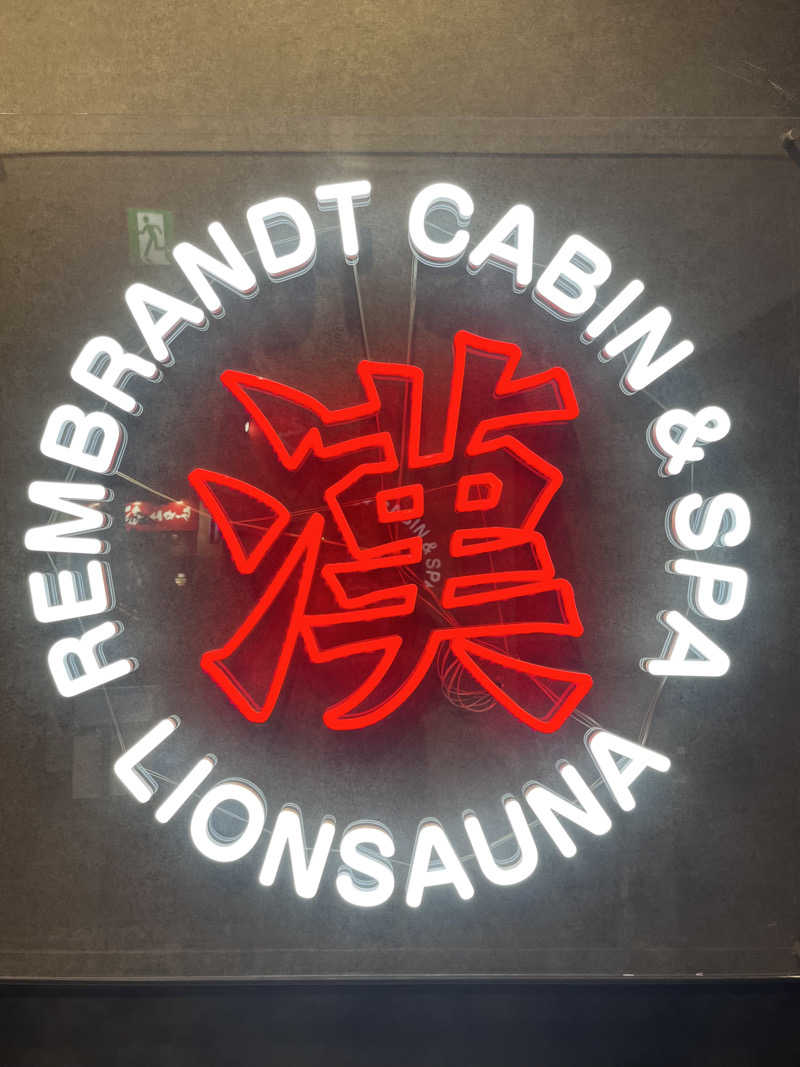 REMBRANDT CABIN & SPA
漢
LIONSAUNA